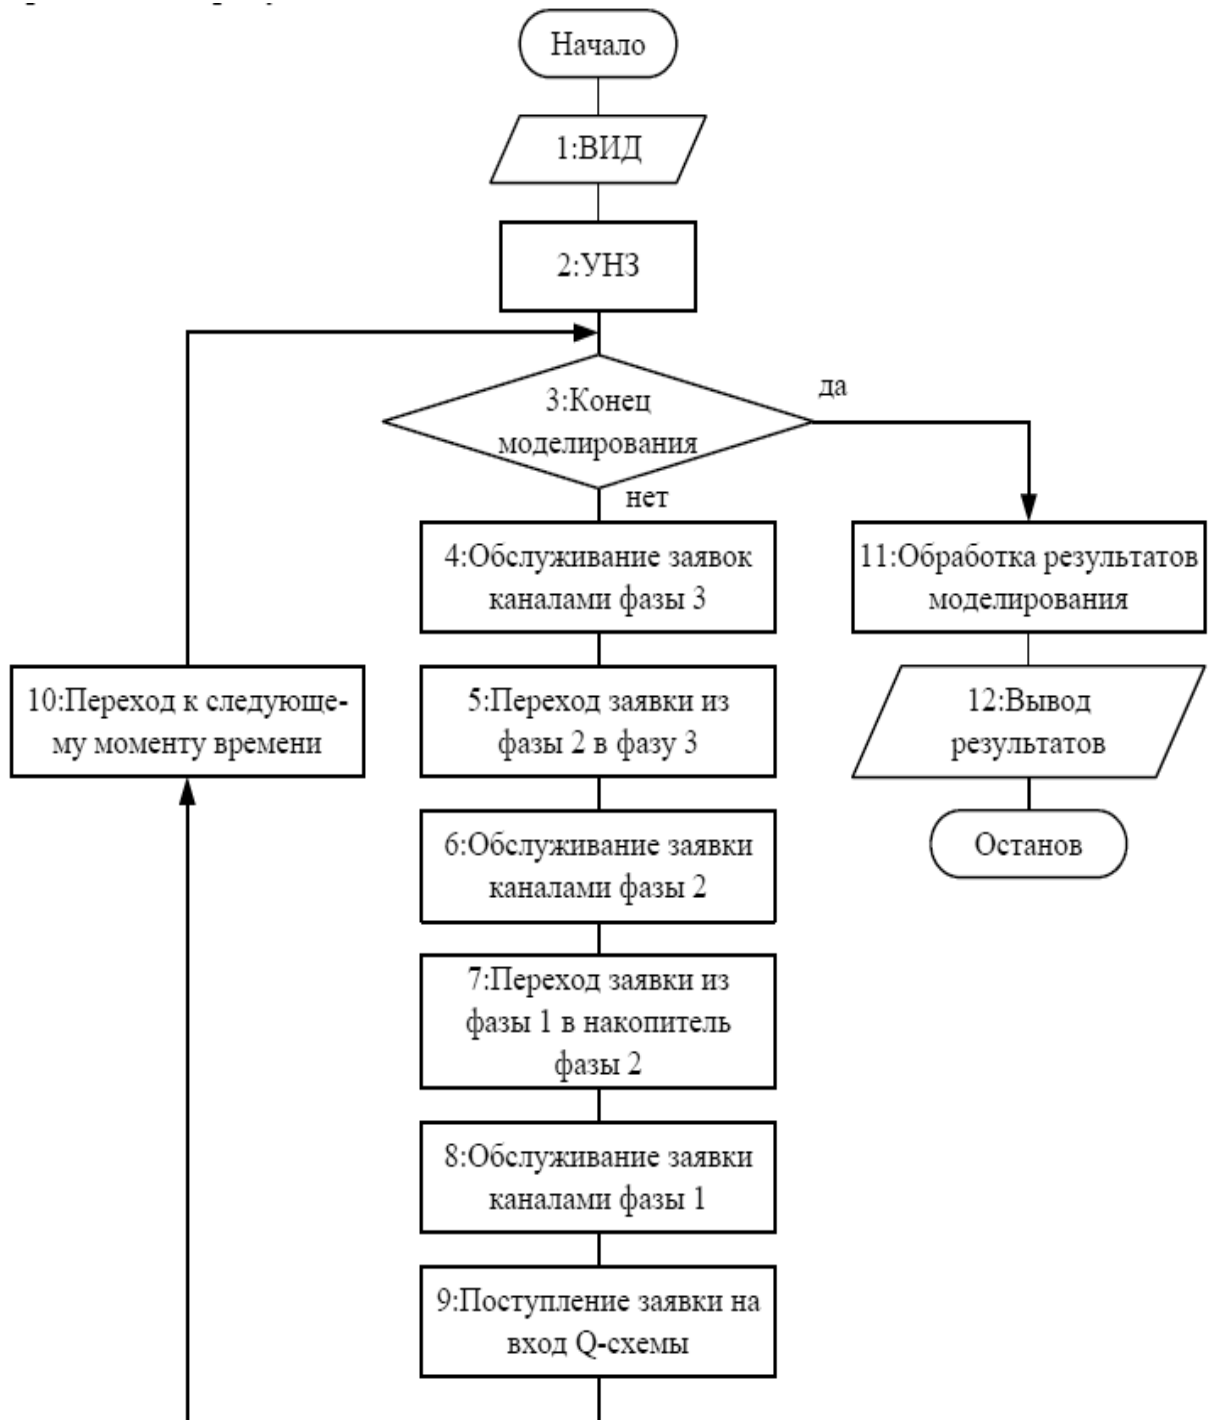 Начало
1:ВИД
2:УНЗ
3:Конец
моделирования
да
нет
4:Обслуживание заявок
каналами фазы 3
11:Обработка результатов
моделирования
10:Переход к следующе-
му моменту времени
5:Переход заявки из
фазы 2 в фазу 3
12:Вывод
результатов
6:Обслуживание заявки
каналами фазы 2
Останов
7:Переход заявки из
фазы 1 в накопитель
фазы 2
8:Обслуживание заявки
каналами фазы 1
9:Поступление заявки на
вход Q-схемы